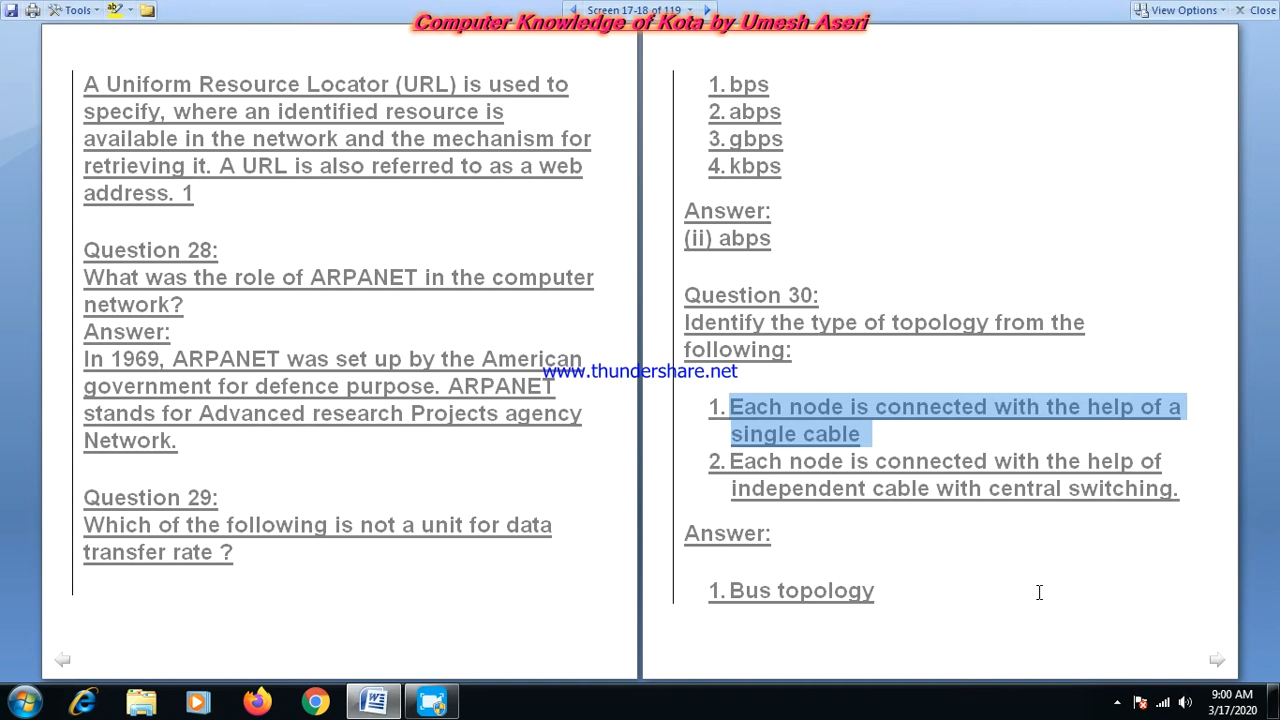 Tools
Screen 17-18 of 119
View Options
Close
Computer Knowledge of Kota by Umesh Aseri
A Uniform Resource Locator (URL) is used to
specify, where an identified resource is
available in the network and the mechanism for
retrieving it. A URL is also referred to as a web
address. 1
Question 28:
What was the role of ARPANET in the computer
network?
Answer:
In 1969, ARPANET was set up by the American
government for defence purpose. ARPANET
stands for Advanced research Projects agency
Network.
Question 29:
Which of the following is not a unit for data
transfer rate ?
1. bps
2. abps
3. gbps
4. kbps
Answer:
(ii) abps
Question 30:
Identify the type of topology from the
following:
www.thundershare.net
1. Each node is connected with the help of a
single cable
2. Each node is connected with the help of
independent cable with central switching.
Answer:
1. Bus topology
9:00 AM
3/17/2020